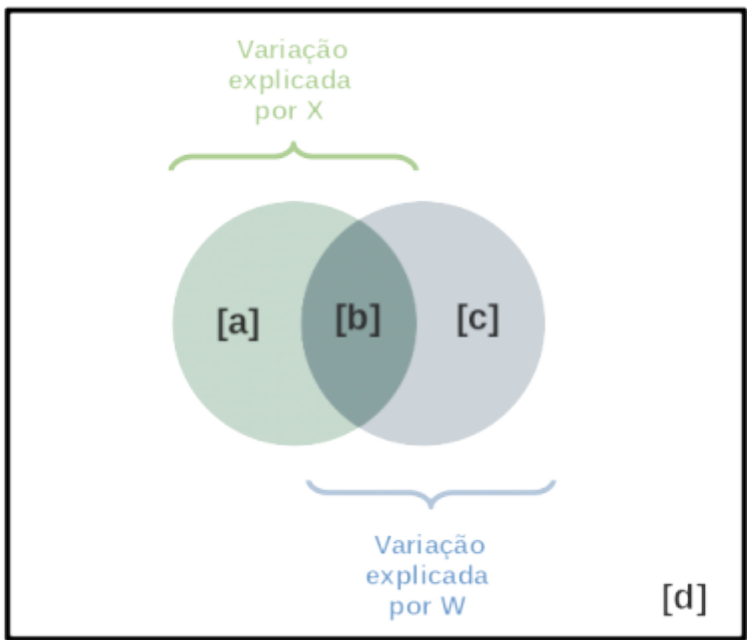 Variação
explicada
por X
[a]
[b]
[c]
Variação
explicada
por W
[d]